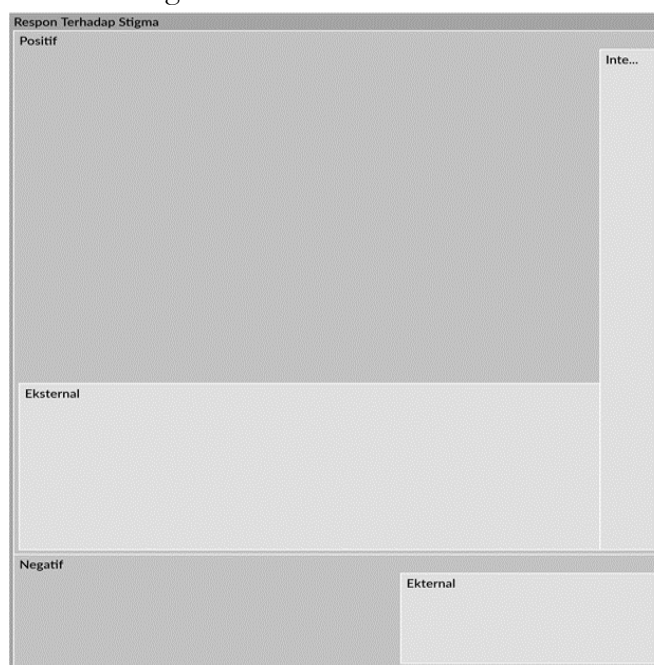 Respon Terhadap Stigma
Positif
Inte...
Eksternal
Negatif
Ekternal